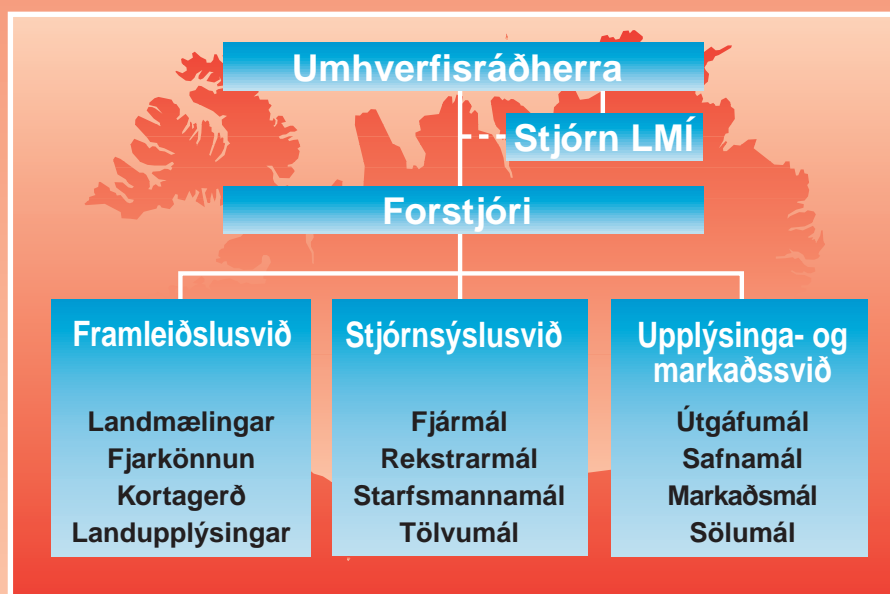 Umhverfisráðherra
Stjórn LMÍ
Forstjóri
Framleiðslusvið
Landmælingar
Fjarkönnun
Kortagerð
Landupplýsingar
Stjórnsýslusvið
Fjármál
Rekstrarmál
Starfsmannamál
Tölvumál
Upplýsinga- og
markaðssvið
Útgáfumál
Safnamál
Markaðsmál
Sölumál